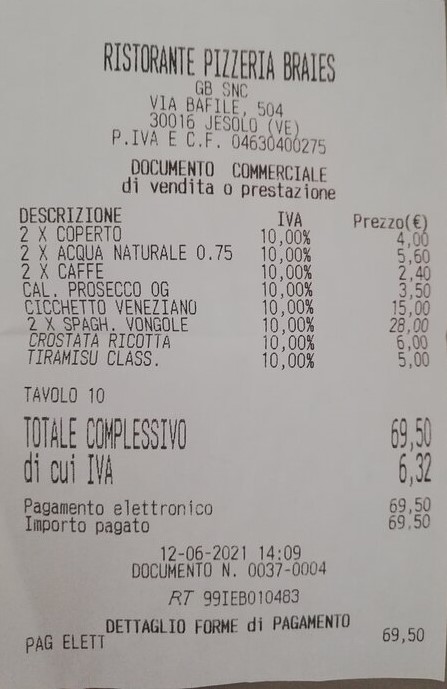 RISTORANTE PIZZERIA BRAIES
GB SNC
VIA BAFILE, 504
30016 JESOLO (VE)
P.IVA E C.F. 04630400275
DOCUMENTO COMMERCIALE
di vendita o prestazione
DESCRIZIONE IVA Prezzo(€)
2 X COPERTO 10,00% 4,00
2 X ACQUA NATURALE 0.75 10,00% 5,60
2 X CAFFE 10,00% 2,40
CAL. PROSECCO OG 10,00% 3,50
CICCHETTO VENEZIANO 10,00% 15,00
2 X SPAGH. VONGOLE 10,00% 28,00
CROSTATA RICOTTA 10,00% 6,00
TIRAMISU CLASS. 10,00% 5,00
TAVOLO 10
TOTALE COMPLESSIVO 69,50
di cui IVA 6,32
Pagamento elettronico 69,50
Importo pagato 69,50
12-06-2021 14:09
DOCUMENTO N. 0037-0004
RT 99IEB010483
DETTAGLIO FORME di PAGAMENTO
PAG ELETT 69,50